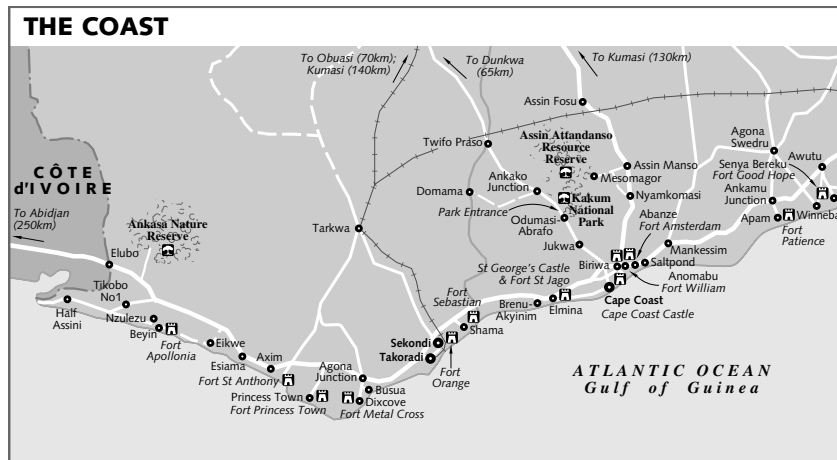 THE COAST
To Obuasi (70km);
Kumasi (140km)
To Dunkwa
(65km)
To Kumasi (130km)
Assin Fosu
Twifo Praso
Assin Attandanso
Resource
Reserve
Agona
Swedru
Awutu
Senya Bereku
Fort Good Hope
CÔTE
d'IVOIRE
Assin Manso
Mesomagor
Ankako
Junction
Domama
Kakum
National
Park
Nyamkomasi
Ankamu
Junction
To Abidjan
(250km)
Ankasa Nature
Reserve
Park Entrance
Odumasi-
Abrafo
Abanze
Fort Amsterdam
Apam
Winneba
Fort
Patience
Tarkwa
Jukwa
Mankessim
Elubo
St George's Castle
& Fort St Jago
Biriwa
Saltpond
Anomabu
Fort William
Tikobo
No1
Fort
Sebastian
Brenu-
Akyinim
Elmina
Cape Coast
Cape Coast Castle
Half
Assini
Nzulezu
Beyin
Fort
Apollonia
Shama
Eikwe
Sekondi
Takoradi
Esiama
Axim
Fort St Anthony
Agona
Junction
Fort
Orange
Busua
Princess Town
Fort Princess Town
Dixcove
Fort Metal Cross
ATLANTIC OCEAN
Gulf of Guinea